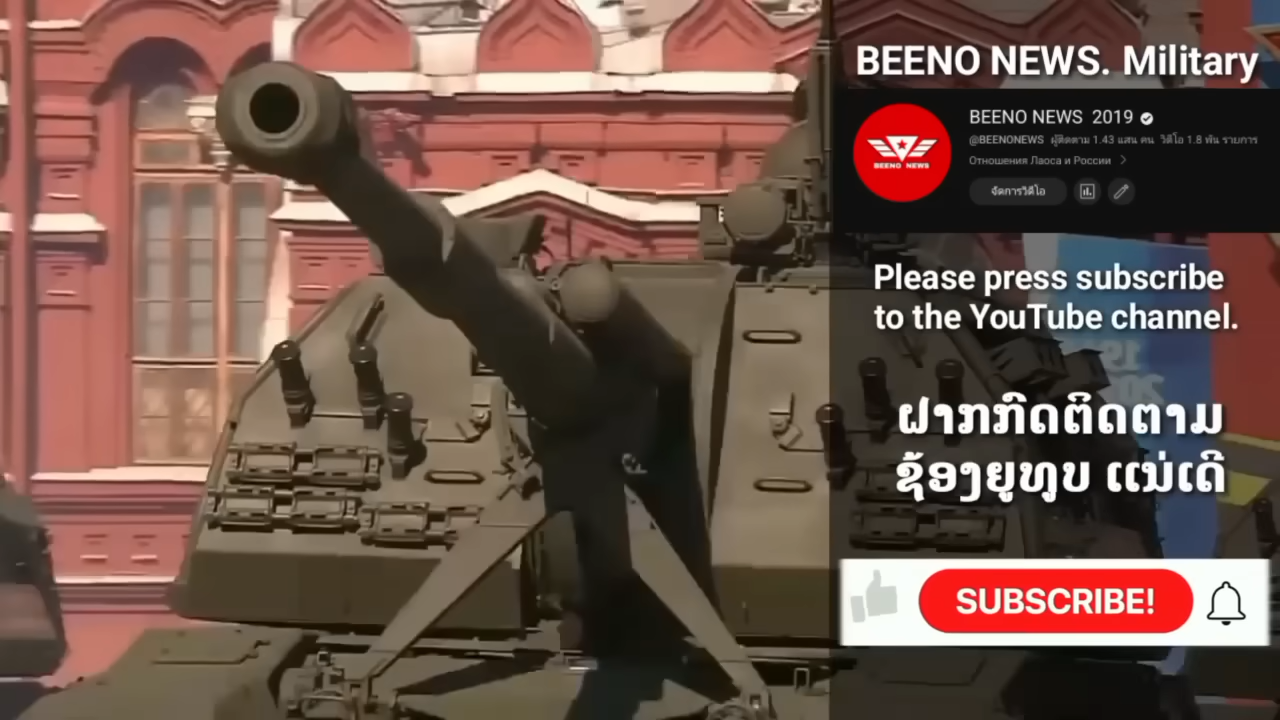 BEENO NEWS. Military
BEENO NEWS 2019
@BEENONEWS ผู้ติดตาม 1.43 แสน คน วิดีโอ 1.8 พัน รายการ
Отношения Лаоса и России
BEENO NEWS
จัดการวิดีโอ
Please press subscribe
to the YouTube channel.
ຝາກກົດຕິດຕາມ
ຊ້ອງຍູທູບ ແນ່ເດີ
SUBSCRIBE!